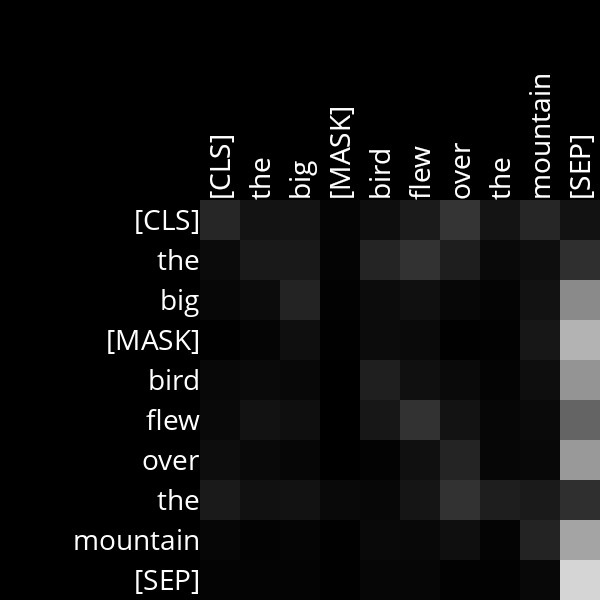 [CLS] the big [MASK] bird flew over the mountain [SEP]
[CLS]
the
big
[MASK]
bird
flew
over
the
mountain
[SEP]